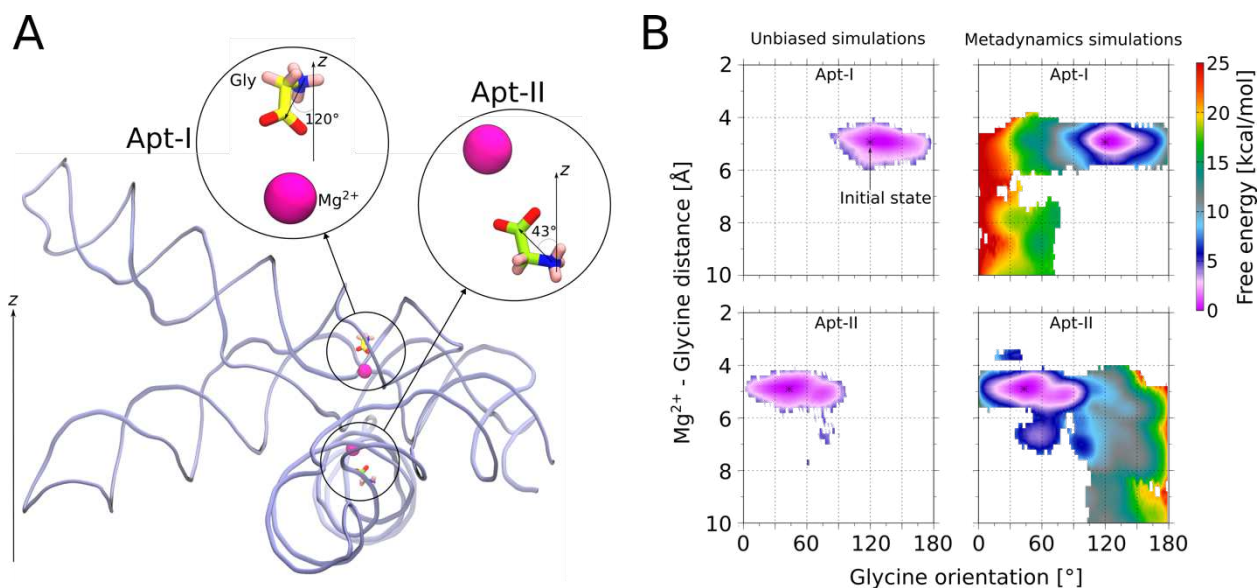 A
Apt-I
Gly
z
120°
Mg²⁺
Apt-II
z
43°
z
B
Unbiased simulations
Metadynamics simulations
Apt-I
Apt-I
Initial state
2
4
6
8
10
25
20
15
10
5
0
Free energy [kcal/mol]
Mg²⁺ - Glycine distance [Å]
Apt-II
Apt-II
2
4
6
8
10
0 60 120 180
0 60 120 180
Glycine orientation [°]